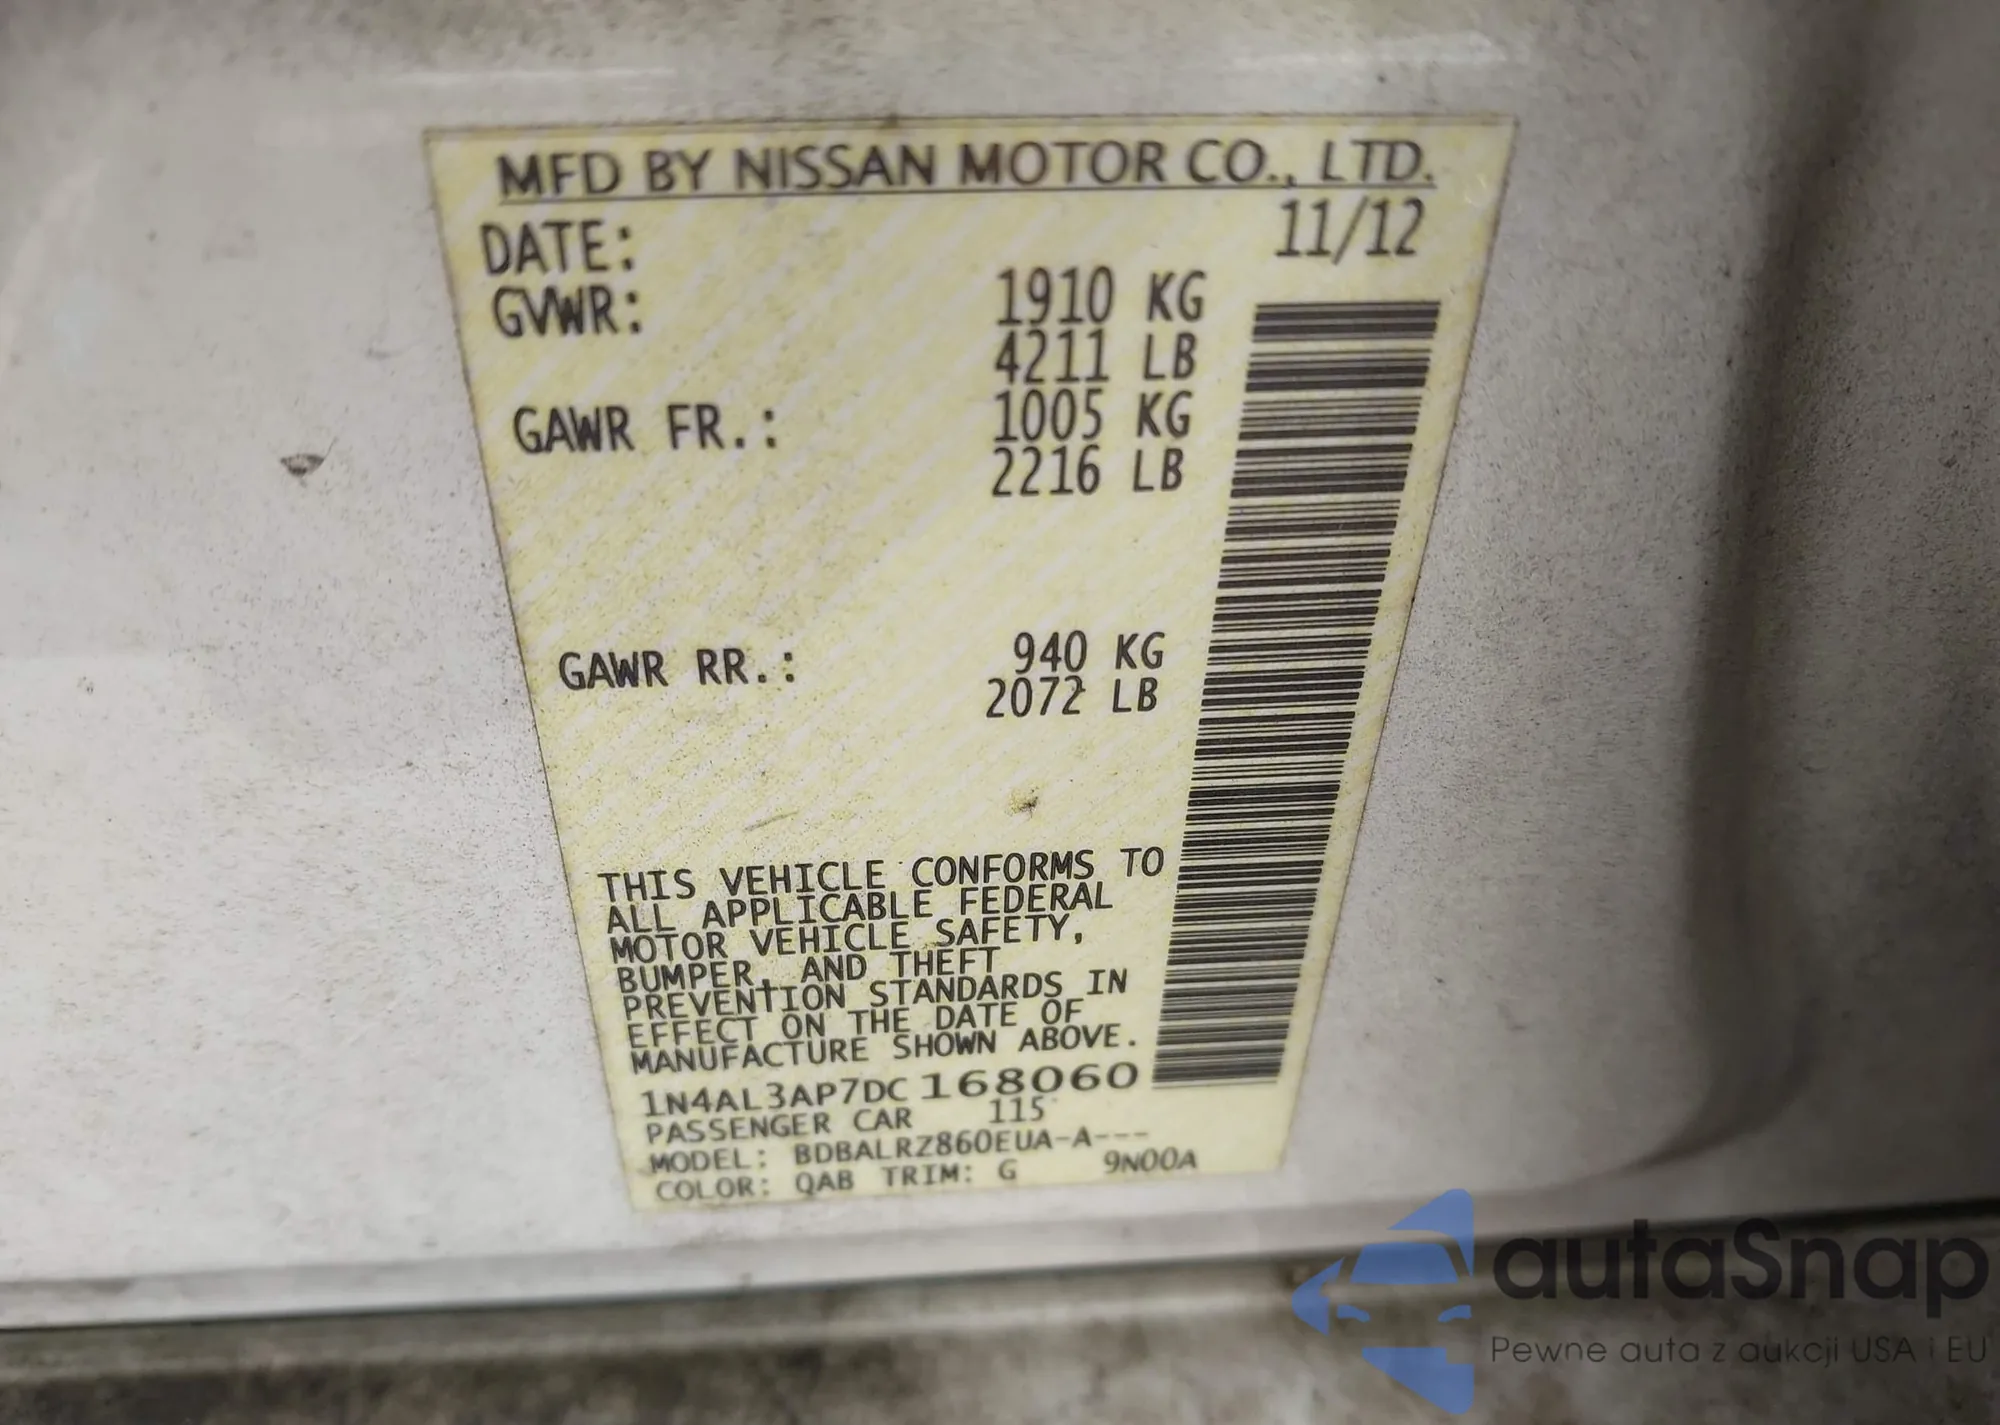 MFD BY NISSAN MOTOR CO., LTD.
DATE: 11/12
GVWR: 1910 KG
4211 LB
GAWR FR.: 1005 KG
2216 LB
GAWR RR.: 940 KG
2072 LB
THIS VEHICLE CONFORMS TO
ALL APPLICABLE FEDERAL
MOTOR VEHICLE SAFETY,
BUMPER, AND THEFT
PREVENTION STANDARDS IN
EFFECT ON THE DATE OF
MANUFACTURE SHOWN ABOVE.
1N4AL3AP7DC168060
PASSENGER CAR 115
MODEL: BDBALRZ860EUA-A---
COLOR: QAB TRIM: G 9N00A
autaSnap
Pewne auta z aukcji USA i EU